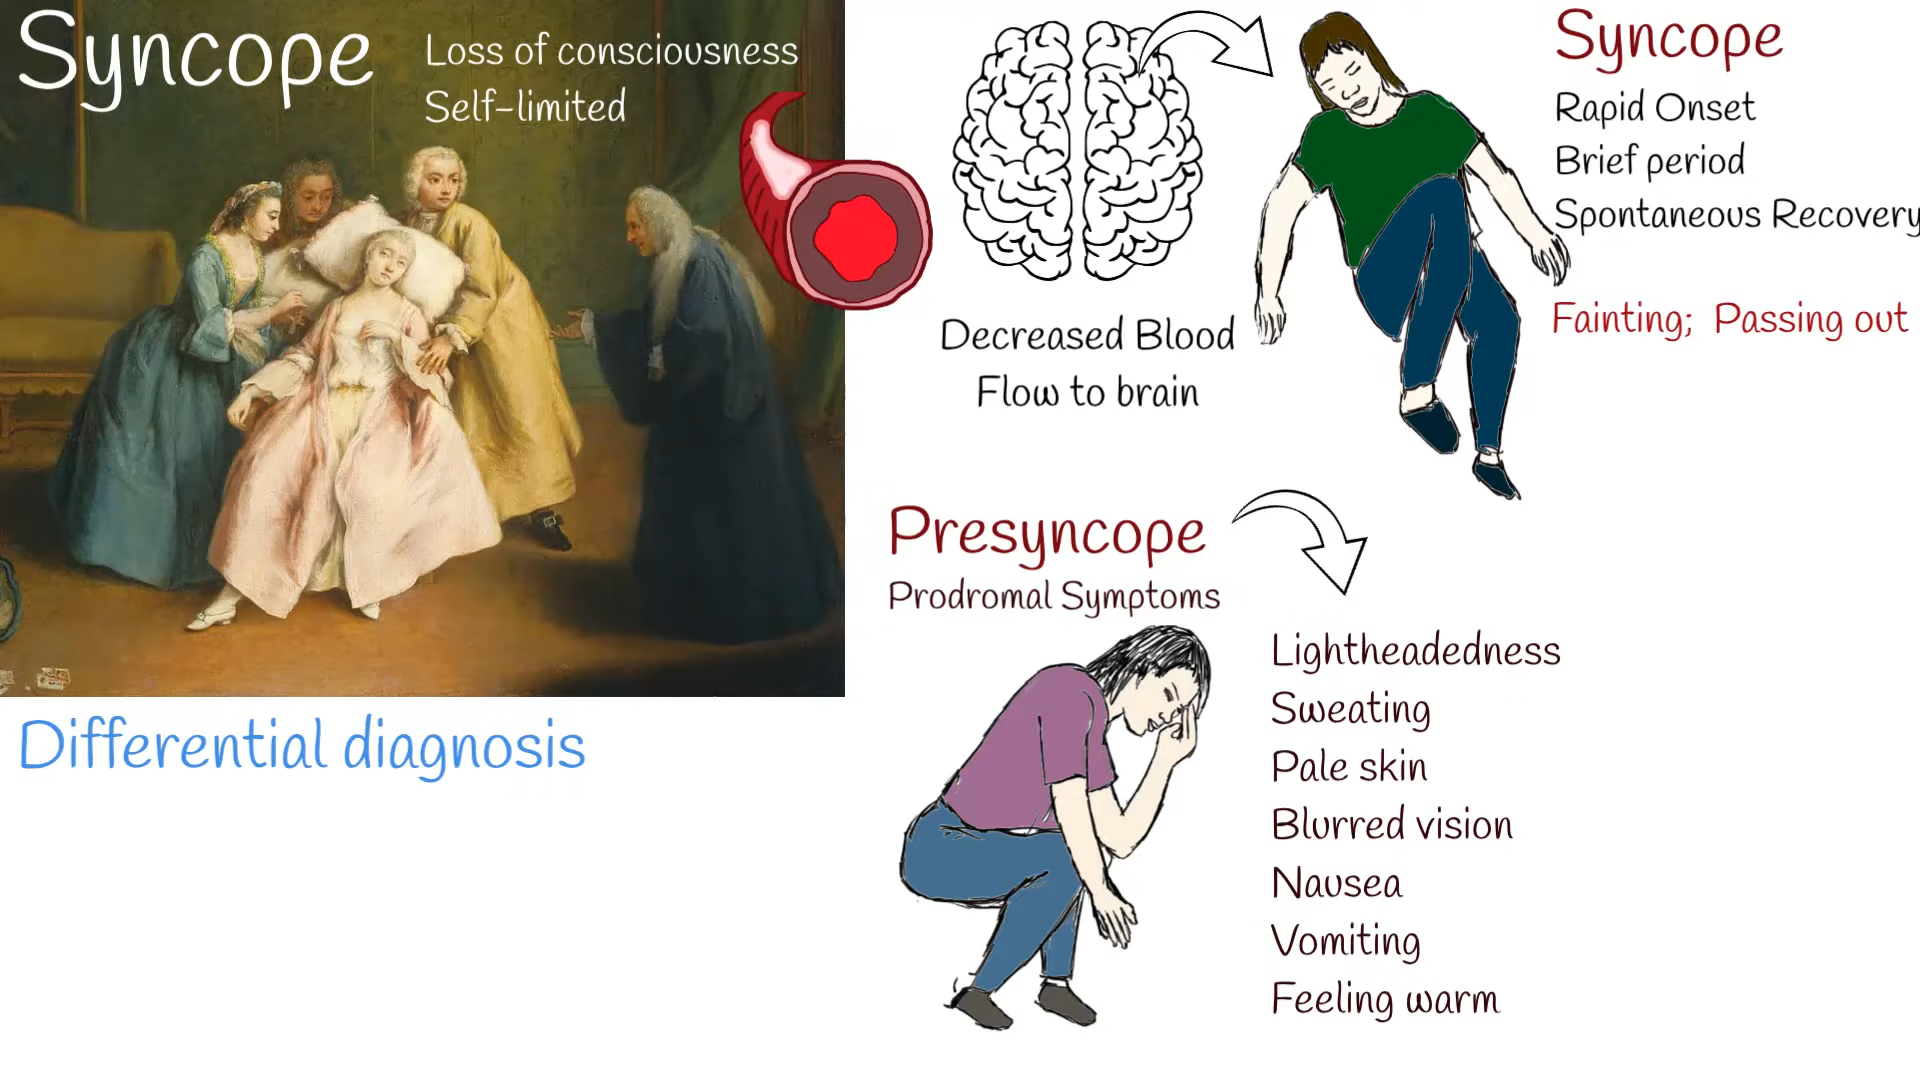 Syncope
Loss of consciousness
Self-limited
Differential diagnosis
Decreased Blood
Flow to brain
Syncope
Rapid Onset
Brief period
Spontaneous Recovery
Fainting; Passing out
Presyncope
Prodromal Symptoms
Lightheadedness
Sweating
Pale skin
Blurred vision
Nausea
Vomiting
Feeling warm